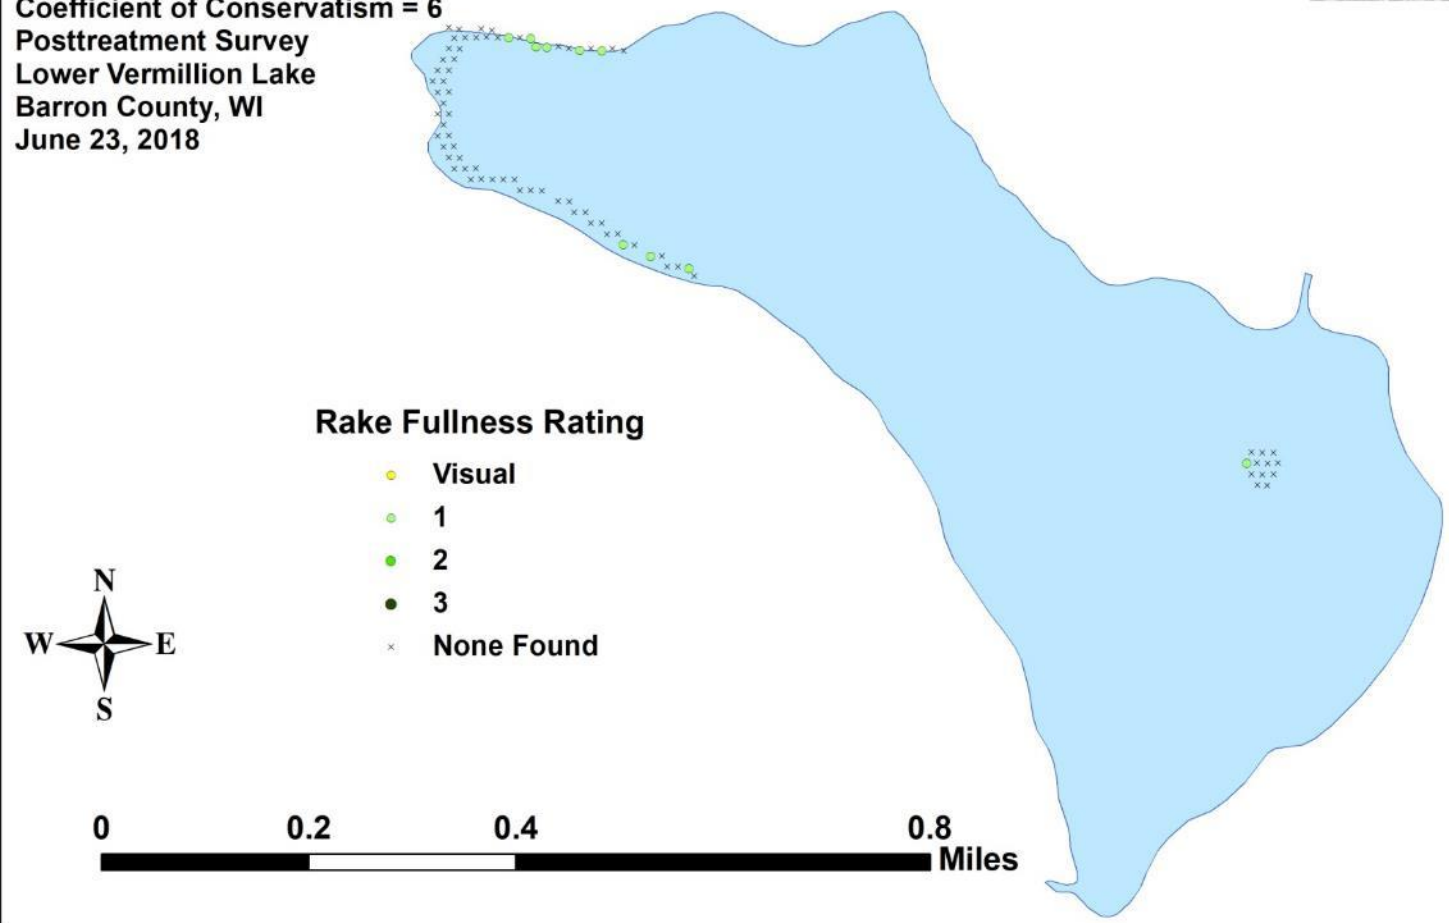 Coefficient of Conservatism = 6
Posttreatment Survey
Lower Vermillion Lake
Barron County, WI
June 23, 2018
Rake Fullness Rating
Visual
1
2
3
None Found
N
W E
S
0 0.2 0.4 0.8
Miles